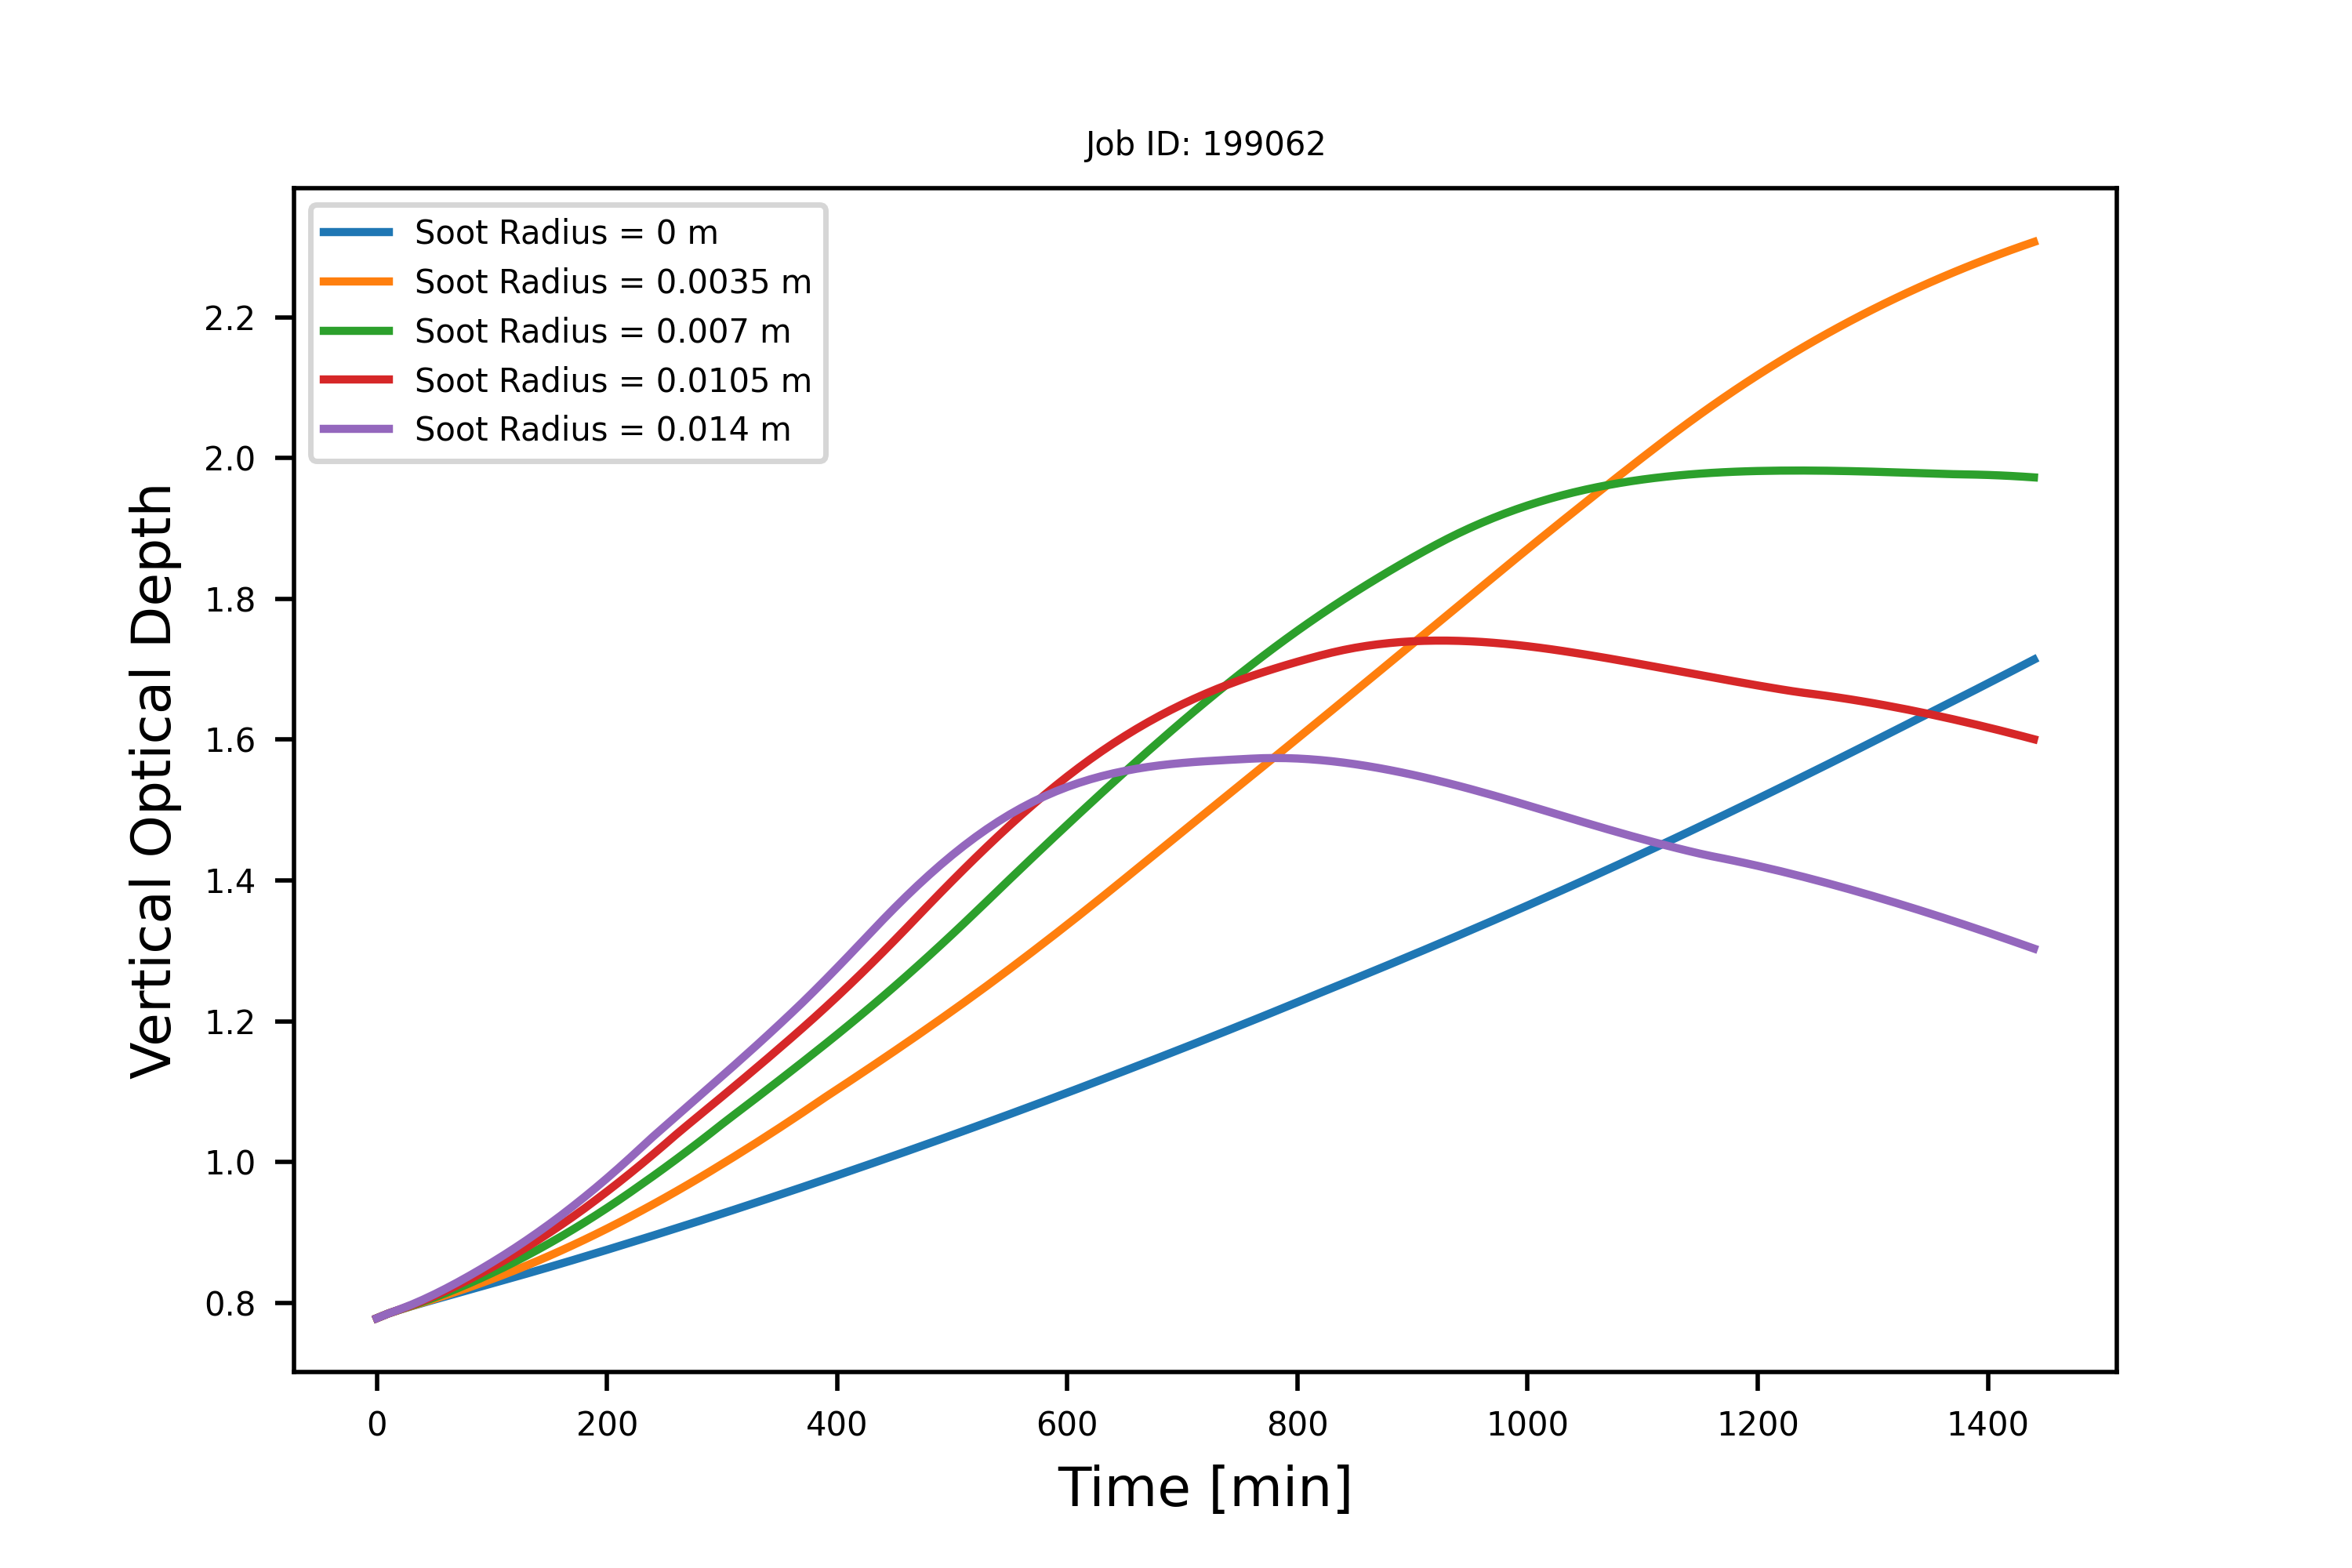 Job ID: 199062
Soot Radius = 0 m
Soot Radius = 0.0035 m
Soot Radius = 0.007 m
Soot Radius = 0.0105 m
Soot Radius = 0.014 m
Vertical Optical Depth
2.2
2.0
1.8
1.6
1.4
1.2
1.0
0.8
0 200 400 600 800 1000 1200 1400
Time [min]